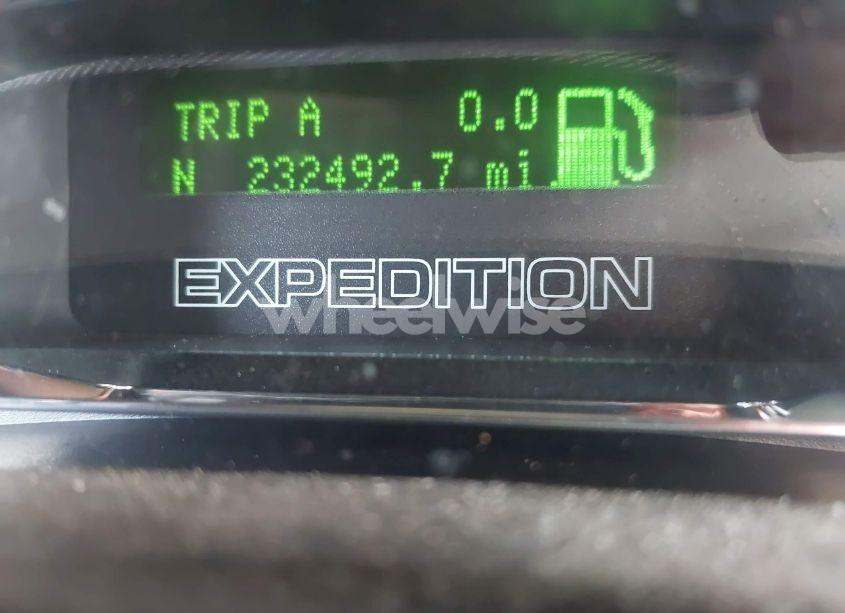 TRIP A 0.0
N 232492.7 mi.
EXPEDITION
wheelwise